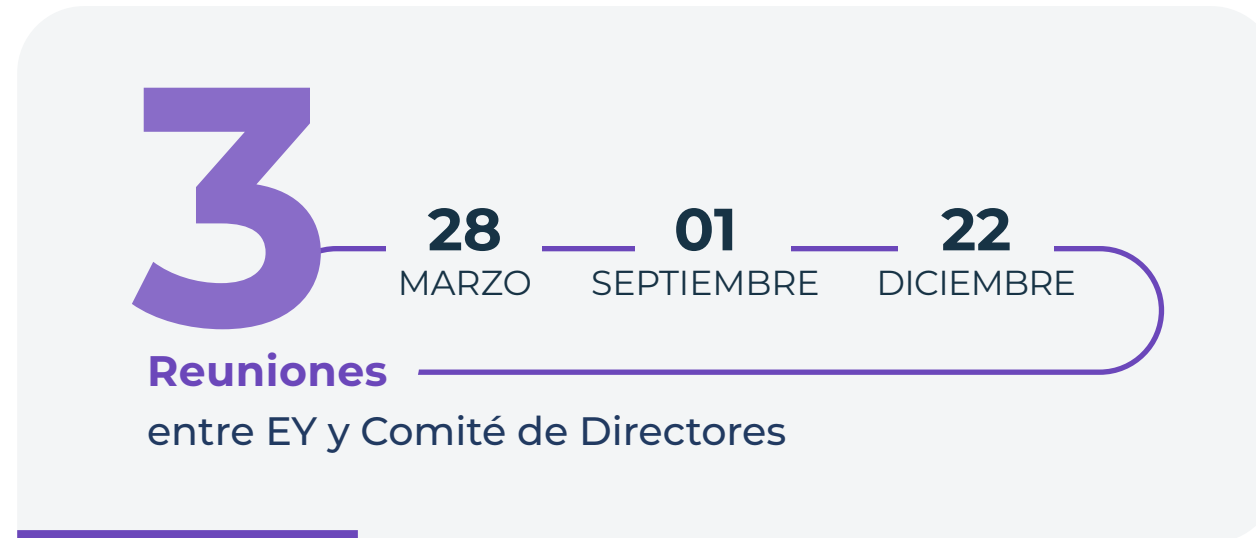 3
28
MARZO
01
SEPTIEMBRE
22
DICIEMBRE
Reuniones
entre EY y Comité de Directores